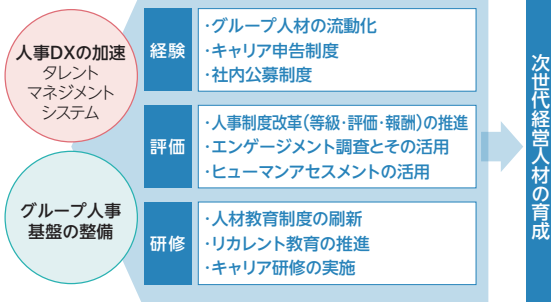 人事DXの加速
タレント
マネジメント
システム
グループ人事
基盤の整備
経験
・グループ人材の流動化
・キャリア申告制度
・社内公募制度
評価
・人事制度改革(等級・評価・報酬)の推進
・エンゲージメント調査とその活用
・ヒューマンアセスメントの活用
研修
・人材教育制度の刷新
・リカレント教育の推進
・キャリア研修の実施
次世代経営人材の育成